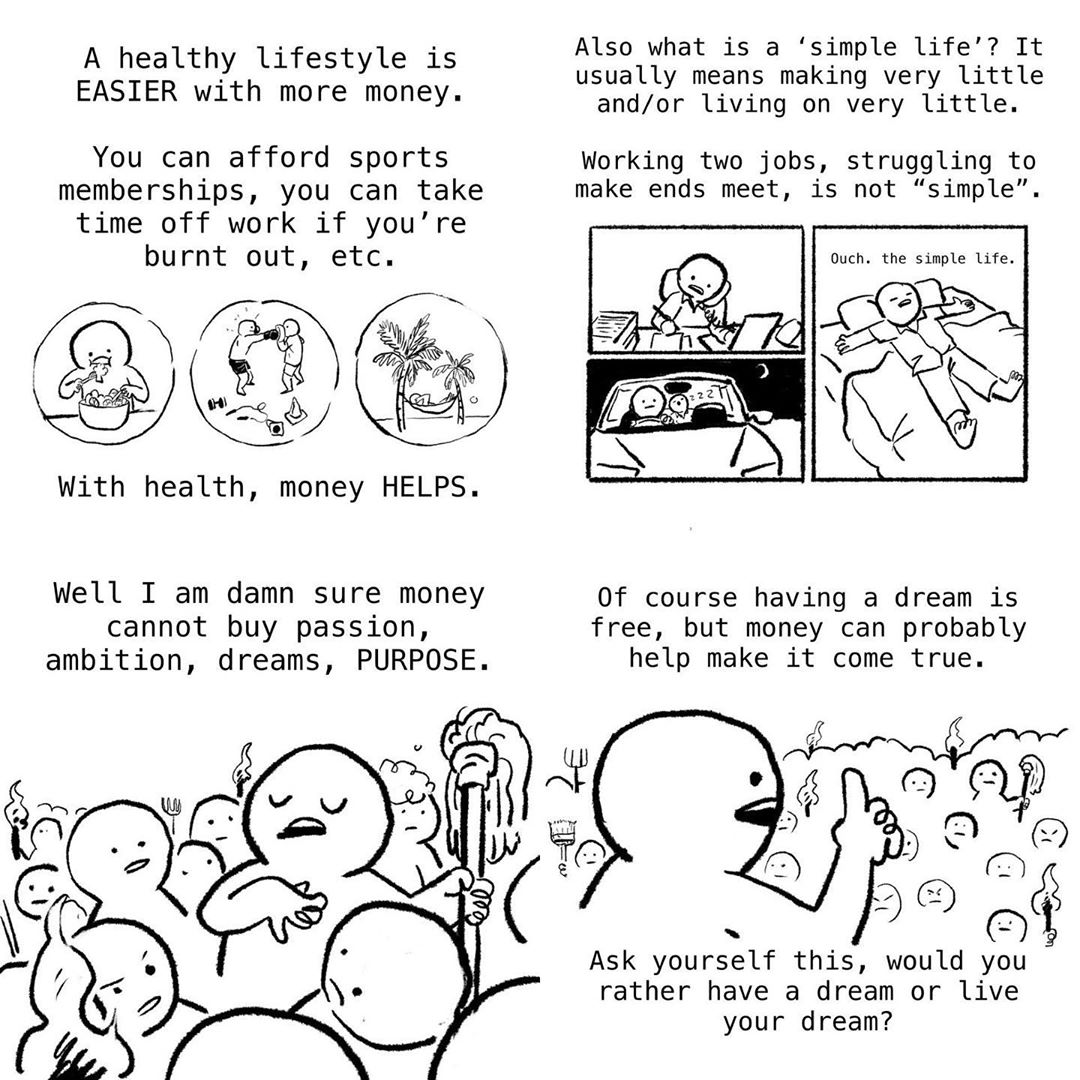 A healthy lifestyle is
EASIER with more money.
You can afford sports
memberships, you can take
time off work if you’re
burnt out, etc.
With health, money HELPS.
Also what is a ‘simple life’? It
usually means making very little
and/or living on very little.
Working two jobs, struggling to
make ends meet, is not “simple”.
zzz
Ouch. the simple life.
Well I am damn sure money
cannot buy passion,
ambition, dreams, PURPOSE.
Of course having a dream is
free, but money can probably
help make it come true.
Ask yourself this, would you
rather have a dream or live
your dream?